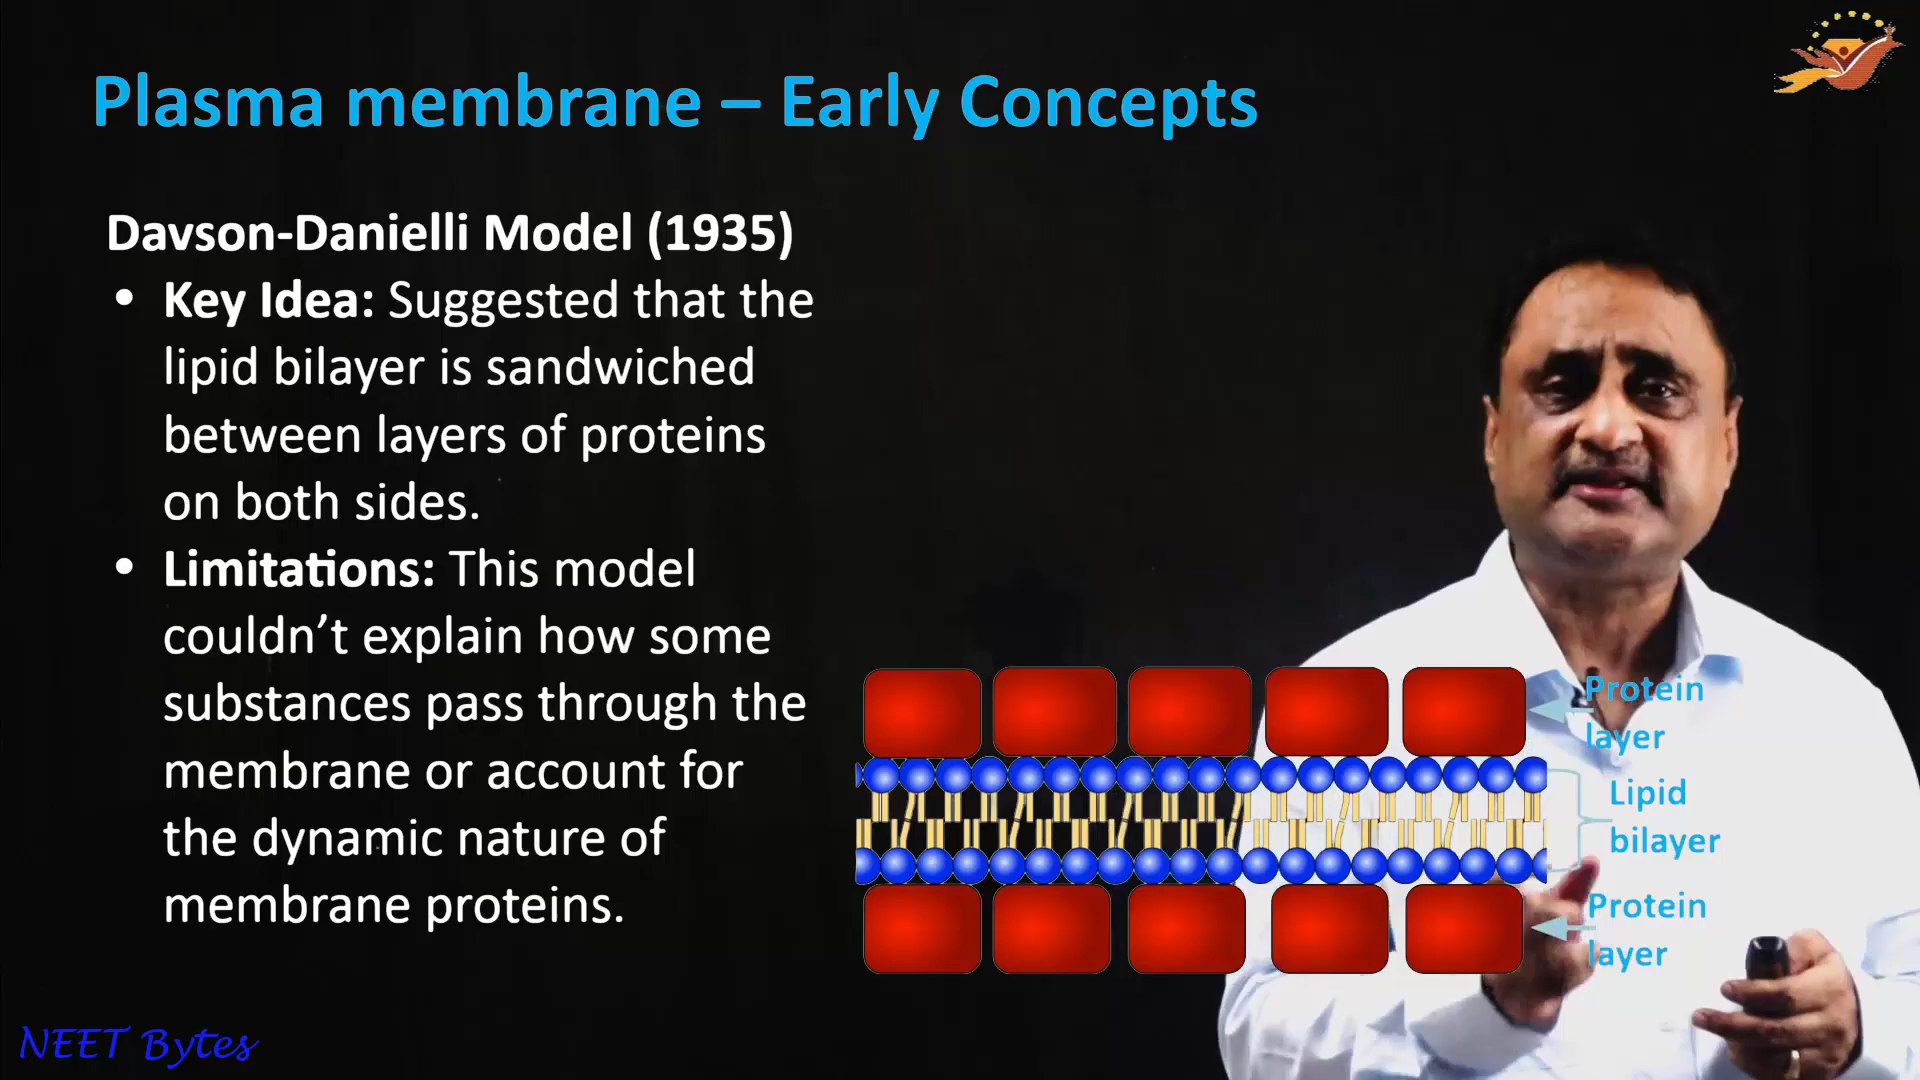 Plasma membrane – Early Concepts
Davson-Danielli Model (1935)
• Key Idea: Suggested that the
lipid bilayer is sandwiched
between layers of proteins
on both sides.
• Limitations: This model
couldn’t explain how some
substances pass through the
membrane or account for
the dynamic nature of
membrane proteins.
Protein
layer
Lipid
bilayer
Protein
layer
NEET Bytes